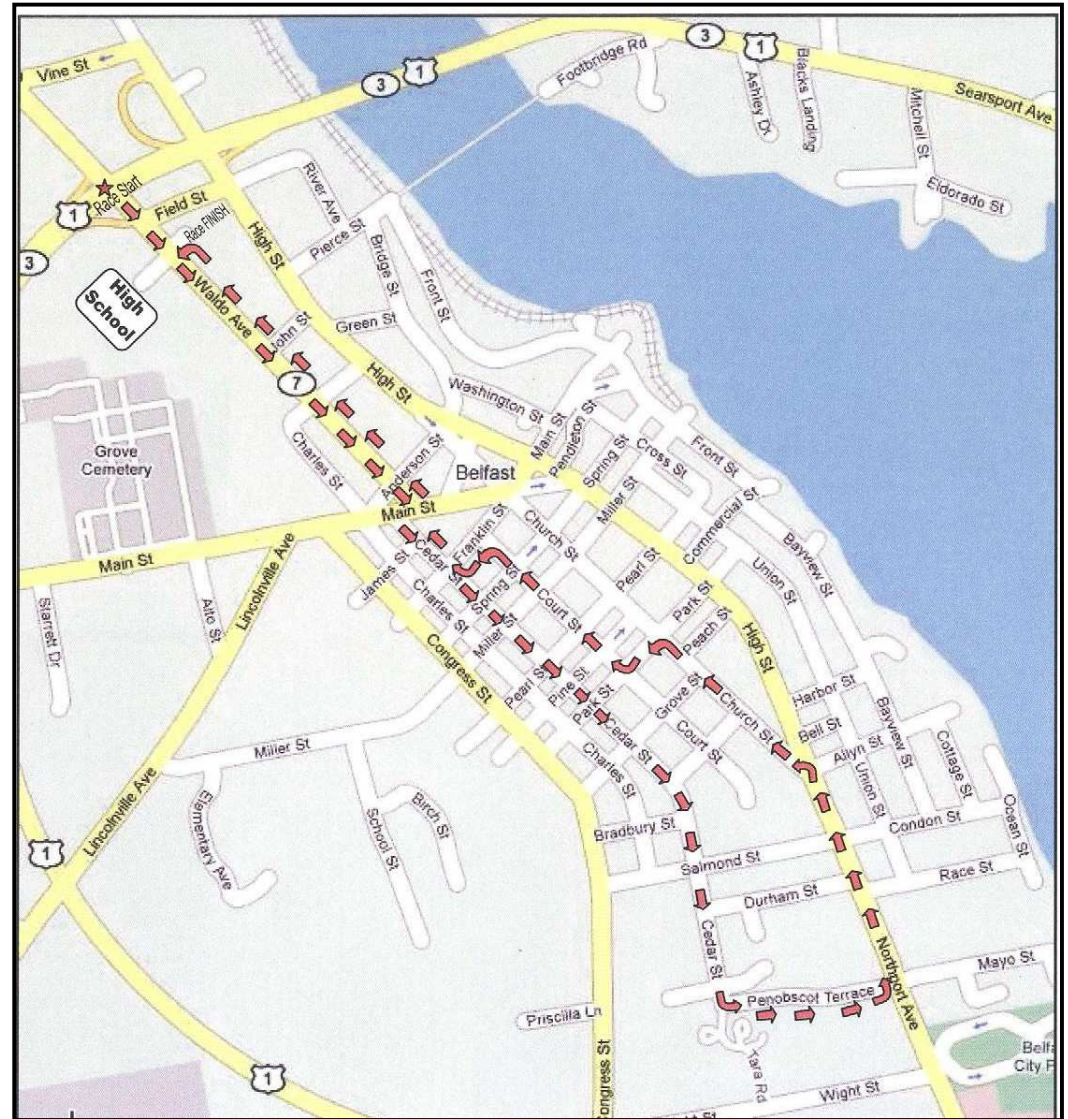 Vine St
3
1
3
1
Footbridge Rd
Ashley Dr
Blacks Landing
Searsport Ave
Mitchell St
Eldorado St
Race Start
1
Field St
Race FINISH
River Ave
Pierce St
High St
3
High
School
Waldo Ave
Bridge St
Front St
John St
Green St
7
High St
Washington St
Main St
Pendleton St
Spring St
Cross St
Front St
Charles St
Anderson St
Belfast
Miller St
Grove
Cemetery
Main St
Main St
Church St
Commercial St
Bayview St
Franklin St
Cedar St
James St
Charles St
Spring S
Miller S
Court St
Pearl St
Union St
Park St
Peach St
High St
Starrett Dr
Alto St
Lincolnville Ave
Congress St
Pearl S
Pine St
Park St
Grove St
Church St
Harbor St
Bell St
Allyn St
Bayview St
Cottage St
Cedar St
Court St
Charles St
Union St
Miller St
Lincolnville Ave
Elementary Ave
Birch St
School St
Bradbury St
Salmond St
Condon St
Ocean St
1
Durham St
Race St
Cedar St
Northport Ave
Mayo St
Penobscot Terrace
Priscilla Ln
Tara Rd
Belfa
City P
1
Congress St
Wight St
t St